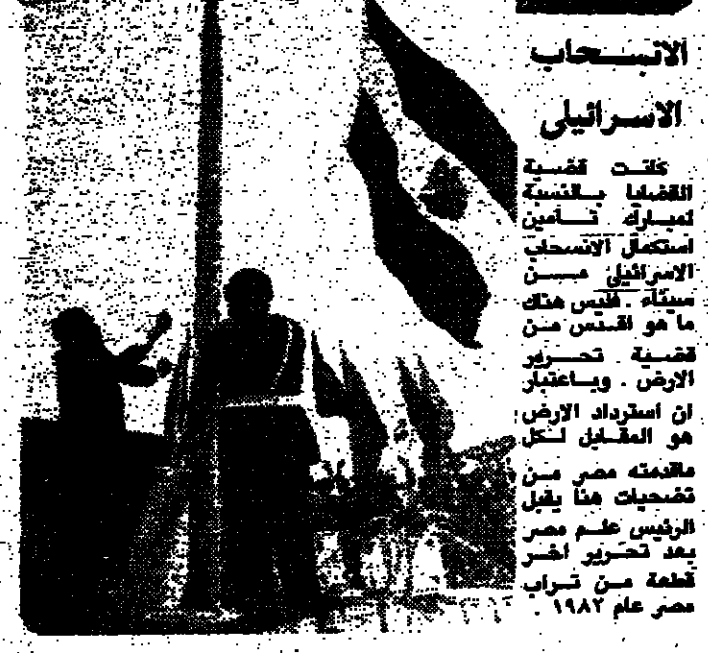 الانسحاب
الاسرائيلى
كانت قضية
القضايا بالنسبة
لمبارك تأمين
استكمال الانسحاب
الاسرائيلى من
سيناء . فليس هناك
ما هو اقدس من
قضية تحرير
الارض . وباعتبار
ان استرداد الارض
هو المقابل لكل
ماقدمته مصر من
تضحيات هنا يقبل
الرئيس علم مصر
بعد تحرير اخر
قطعة من تراب
مصر عام ١٩٨٢ .